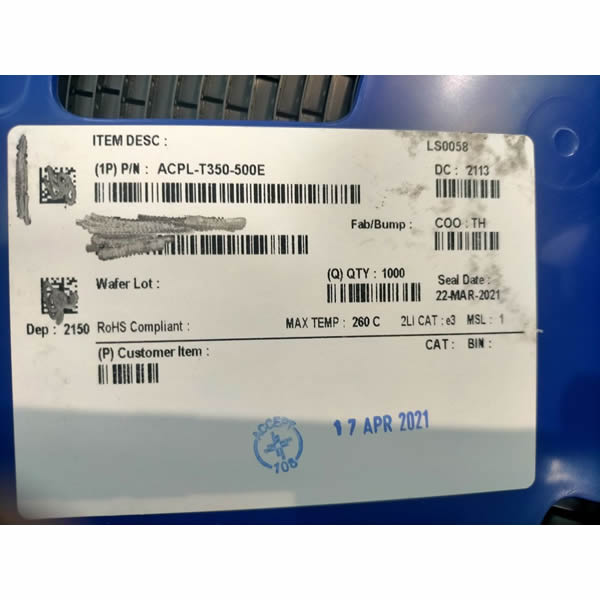 ITEM DESC :
LS0058
(1P) P/N : ACPL-T350-500E
DC : 2113
Fab/Bump :
COO : TH
Wafer Lot :
(Q) QTY : 1000
Seal Date :
22-MAR-2021
Dep : 2150
RoHS Compliant :
MAX TEMP : 260 C
2LI CAT : e3
MSL : 1
(P) Customer Item :
CAT :
BIN :
ACCEPT
106
17 APR 2021